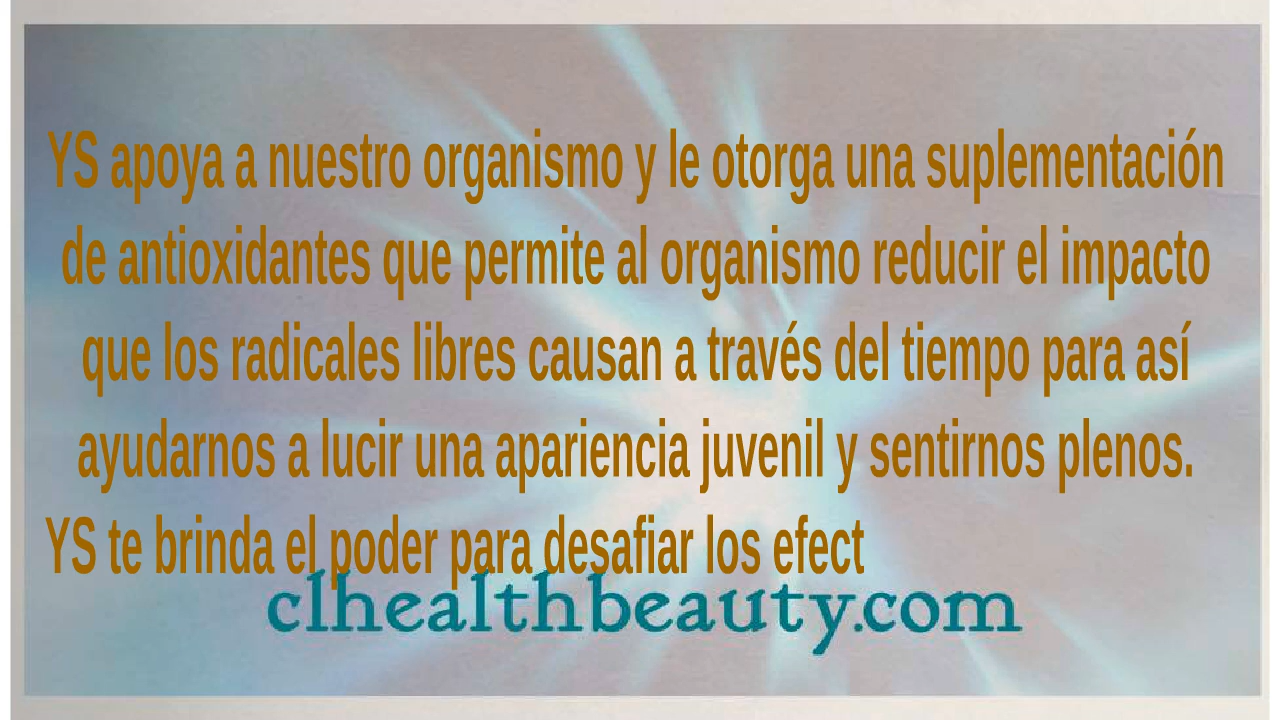 YS apoya a nuestro organismo y le otorga una suplementación
de antioxidantes que permite al organismo reducir el impacto
que los radicales libres causan a través del tiempo para así
ayudarnos a lucir una apariencia juvenil y sentirnos plenos.
YS te brinda el poder para desafiar los efect
clhealthbeauty.com